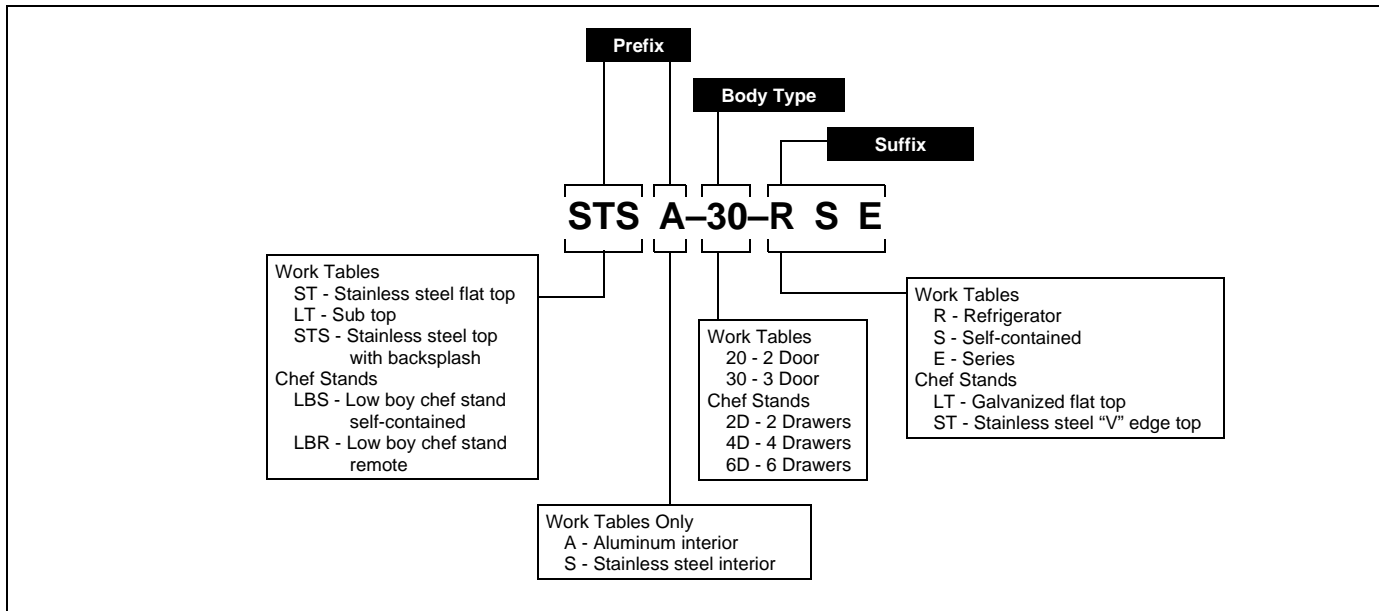 Prefix
Body Type
Suffix
STS A–30–R S E
Work Tables
ST - Stainless steel flat top
LT - Sub top
STS - Stainless steel top
with backsplash
Chef Stands
LBS - Low boy chef stand
self-contained
LBR - Low boy chef stand
remote
Work Tables
20 - 2 Door
30 - 3 Door
Chef Stands
2D - 2 Drawers
4D - 4 Drawers
6D - 6 Drawers
Work Tables
R - Refrigerator
S - Self-contained
E - Series
Chef Stands
LT - Galvanized flat top
ST - Stainless steel “V” edge top
Work Tables Only
A - Aluminum interior
S - Stainless steel interior